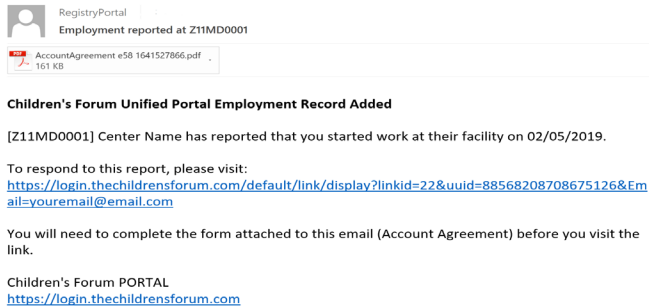 RegistryPortal
Employment reported at Z11MD0001
PDF
AccountAgreement e58 1641527866.pdf
161 KB
Children's Forum Unified Portal Employment Record Added
[Z11MD0001] Center Name has reported that you started work at their facility on 02/05/2019.
To respond to this report, please visit:
https://login.thechildrensforum.com/default/link/display?linkid=22&uuid=88568208708675126&Em
ail=youremail@email.com
You will need to complete the form attached to this email (Account Agreement) before you visit the
link.
Children's Forum PORTAL
https://login.thechildrensforum.com